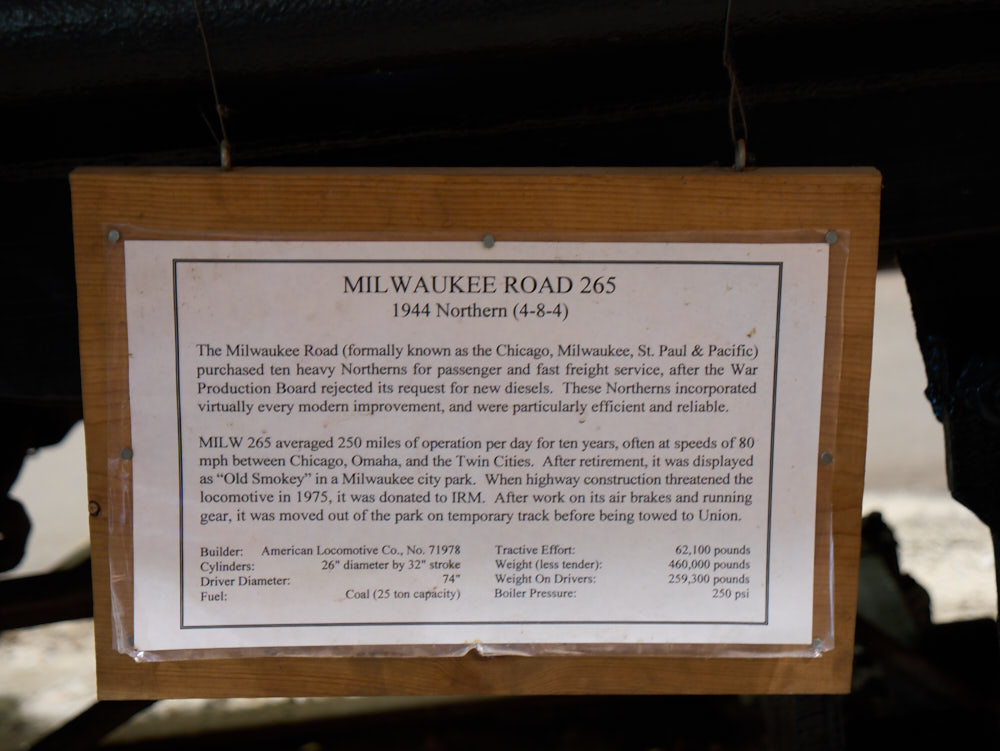 MILWAUKEE ROAD 265
1944 Northern (4-8-4)
The Milwaukee Road (formally known as the Chicago, Milwaukee, St. Paul & Pacific)
purchased ten heavy Northerns for passenger and fast freight service, after the War
Production Board rejected its request for new diesels. These Northerns incorporated
virtually every modern improvement, and were particularly efficient and reliable.
MILW 265 averaged 250 miles of operation per day for ten years, often at speeds of 80
mph between Chicago, Omaha, and the Twin Cities. After retirement, it was displayed
as “Old Smokey” in a Milwaukee city park. When highway construction threatened the
locomotive in 1975, it was donated to IRM. After work on its air brakes and running
gear, it was moved out of the park on temporary track before being towed to Union.
Builder: American Locomotive Co., No. 71978
Cylinders: 26" diameter by 32" stroke
Driver Diameter: 74"
Fuel: Coal (25 ton capacity)
Tractive Effort: 62,100 pounds
Weight (less tender): 460,000 pounds
Weight On Drivers: 259,300 pounds
Boiler Pressure: 250 psi